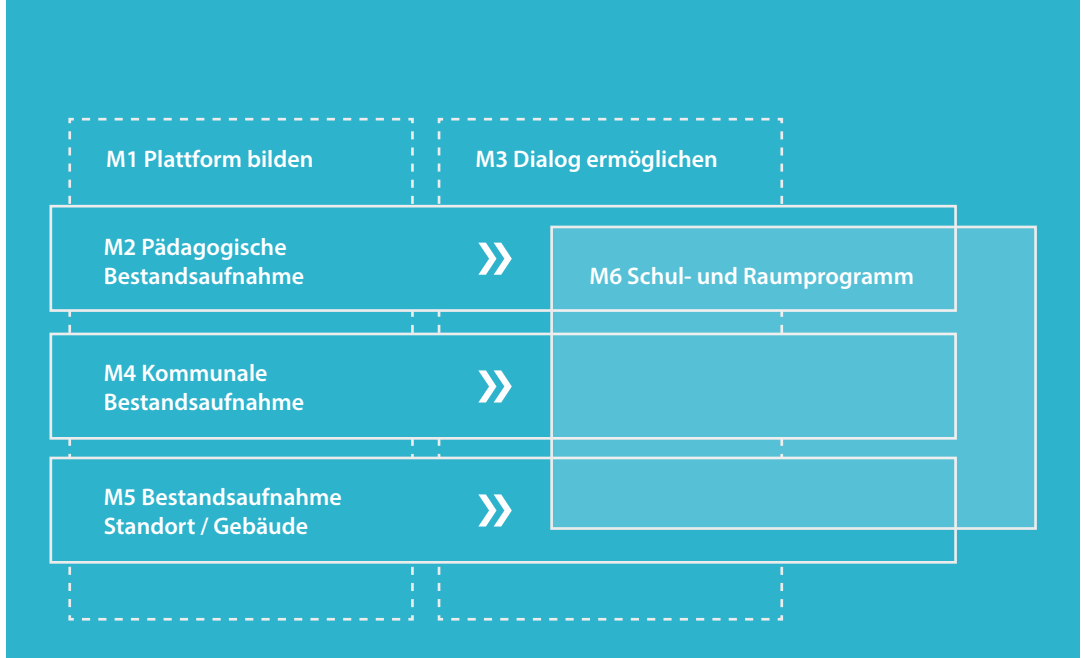 M1 Plattform bilden
M3 Dialog ermöglichen
M2 Pädagogische
Bestandsaufnahme
M6 Schul- und Raumprogramm
M4 Kommunale
Bestandsaufnahme
M5 Bestandsaufnahme
Standort / Gebäude